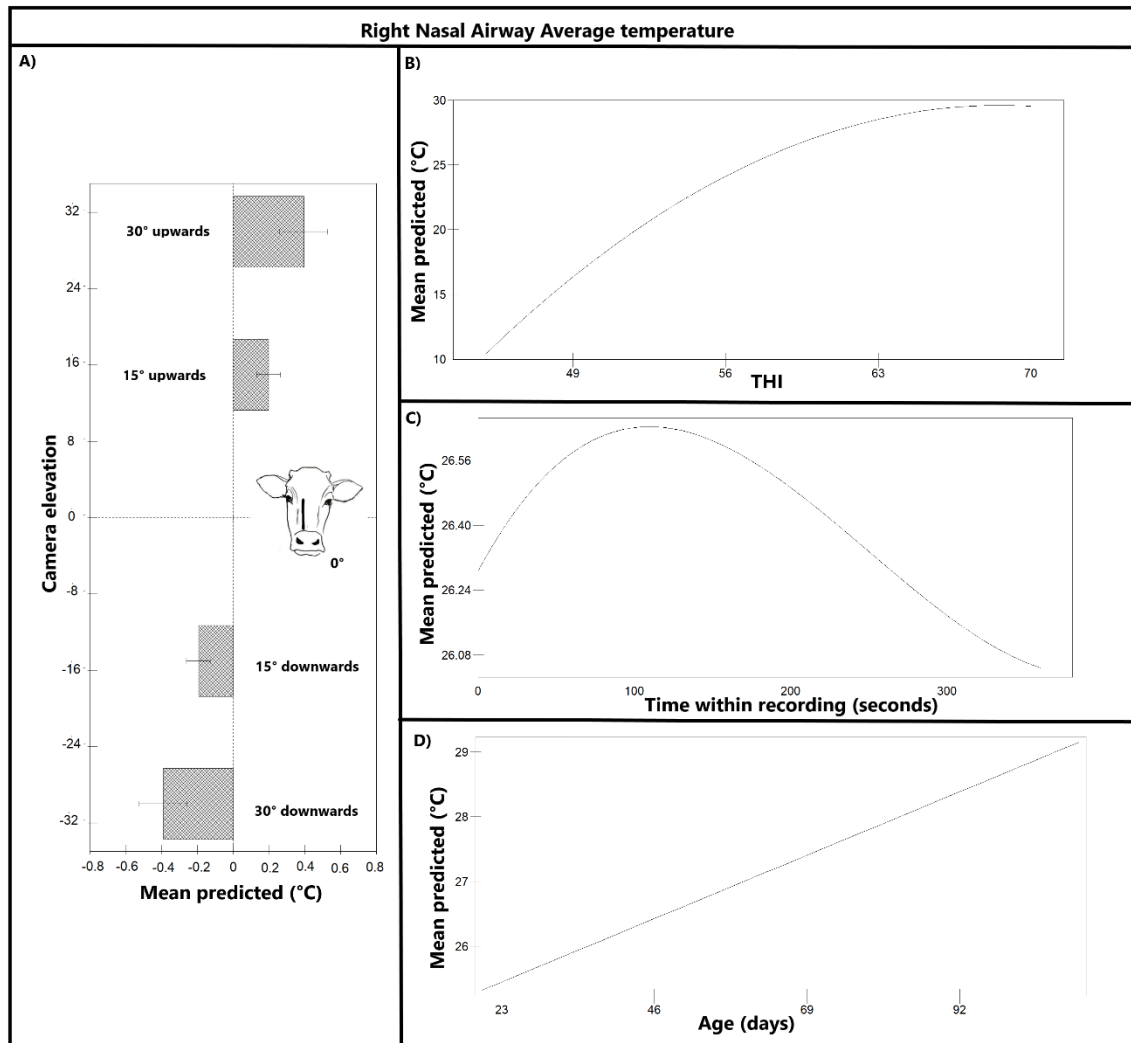 Right Nasal Airway Average temperature
A)
32
24
16
8
0
-8
-16
-24
-32
Camera elevation
30° upwards
15° upwards
0°
15° downwards
30° downwards
-0.8 -0.6 -0.4 -0.2 0 0.2 0.4 0.6 0.8
Mean predicted (°C)
B)
Mean predicted (°C)
30
25
20
15
10
49 56 63 70
THI
C)
Mean predicted (°C)
26.56
26.40
26.24
26.08
0 100 200 300
Time within recording (seconds)
D)
Mean predicted (°C)
29
28
27
26
23 46 69 92
Age (days)